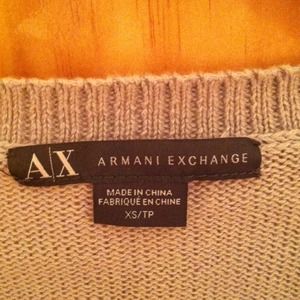 A|X ARMANI EXCHANGE
MADE IN CHINA
FABRIQUÉ EN CHINE
XS/TP